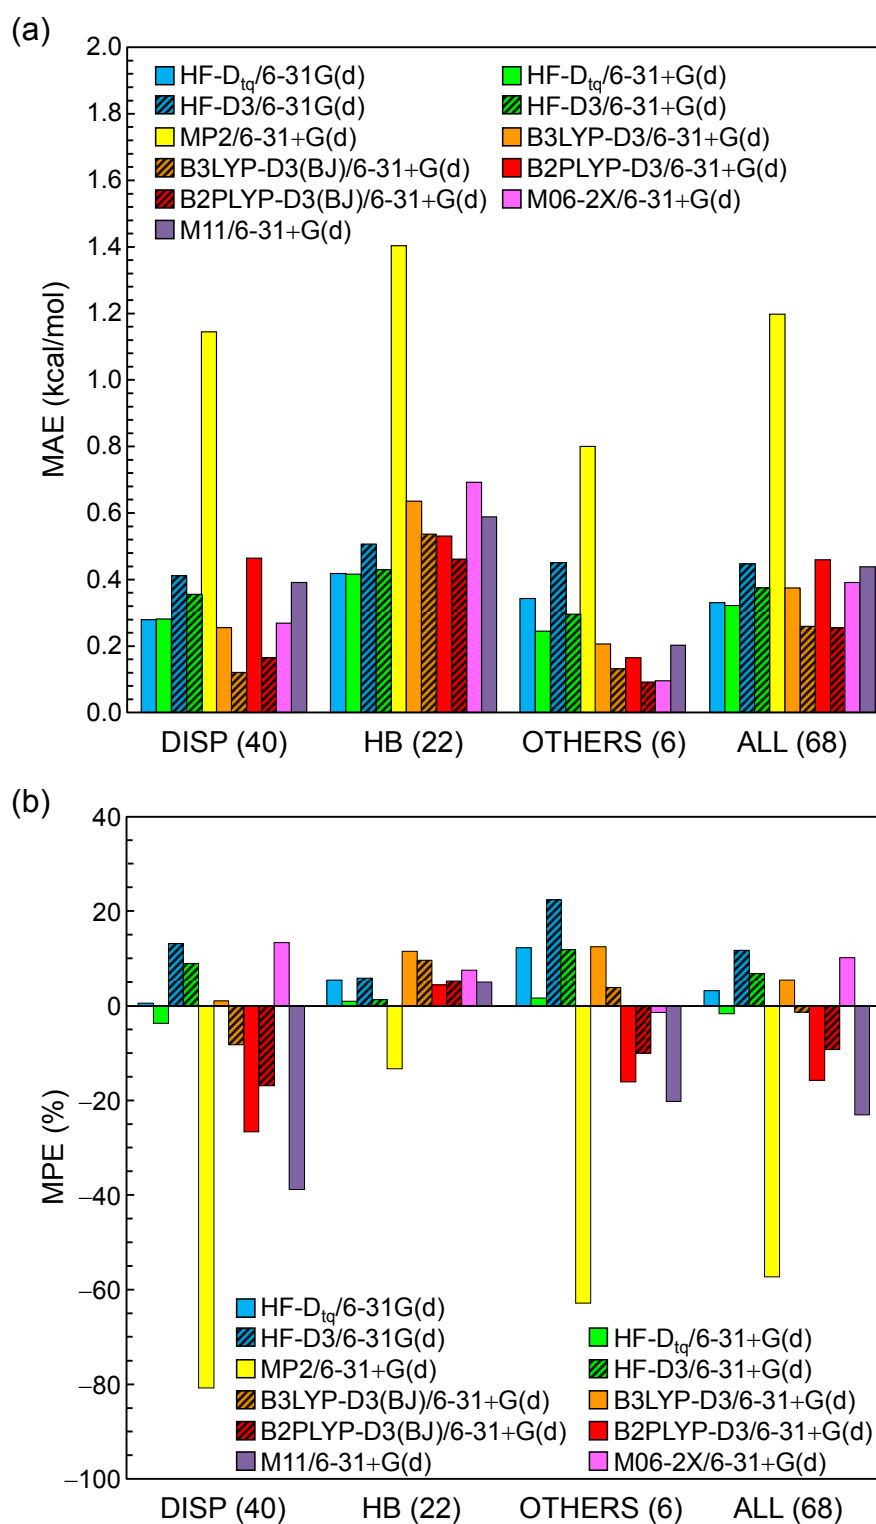 (a)
2.0
1.8
1.6
1.4
1.2
1.0
0.8
0.6
0.4
0.2
0.0
MAE (kcal/mol)
HF-Dtq/6-31G(d) HF-Dtq/6-31+G(d)
HF-D3/6-31G(d) HF-D3/6-31+G(d)
MP2/6-31+G(d) B3LYP-D3/6-31+G(d)
B3LYP-D3(BJ)/6-31+G(d) B2PLYP-D3/6-31+G(d)
B2PLYP-D3(BJ)/6-31+G(d) M06-2X/6-31+G(d)
M11/6-31+G(d)
DISP (40) HB (22) OTHERS (6) ALL (68)
(b)
40
20
0
−20
−40
−60
−80
−100
MPE (%)
HF-Dtq/6-31G(d)
HF-D3/6-31G(d) HF-Dtq/6-31+G(d)
MP2/6-31+G(d) HF-D3/6-31+G(d)
B3LYP-D3(BJ)/6-31+G(d) B3LYP-D3/6-31+G(d)
B2PLYP-D3(BJ)/6-31+G(d) B2PLYP-D3/6-31+G(d)
M11/6-31+G(d) M06-2X/6-31+G(d)
DISP (40) HB (22) OTHERS (6) ALL (68)